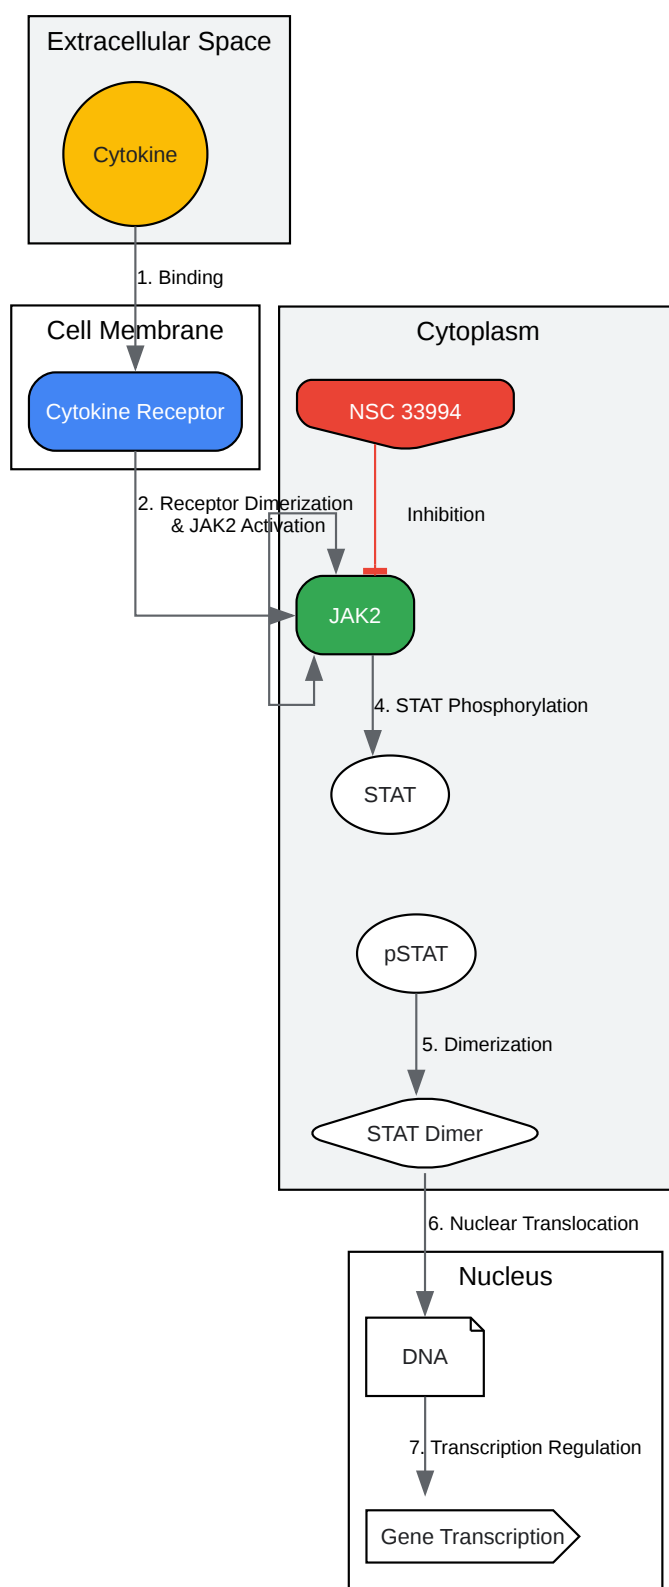 Extracellular Space
Cytokine
1. Binding
Cell Membrane
Cytokine Receptor
Cytoplasm
NSC 33994
2. Receptor Dimerization
& JAK2 Activation
Inhibition
JAK2
4. STAT Phosphorylation
STAT
pSTAT
5. Dimerization
STAT Dimer
6. Nuclear Translocation
Nucleus
DNA
7. Transcription Regulation
Gene Transcription